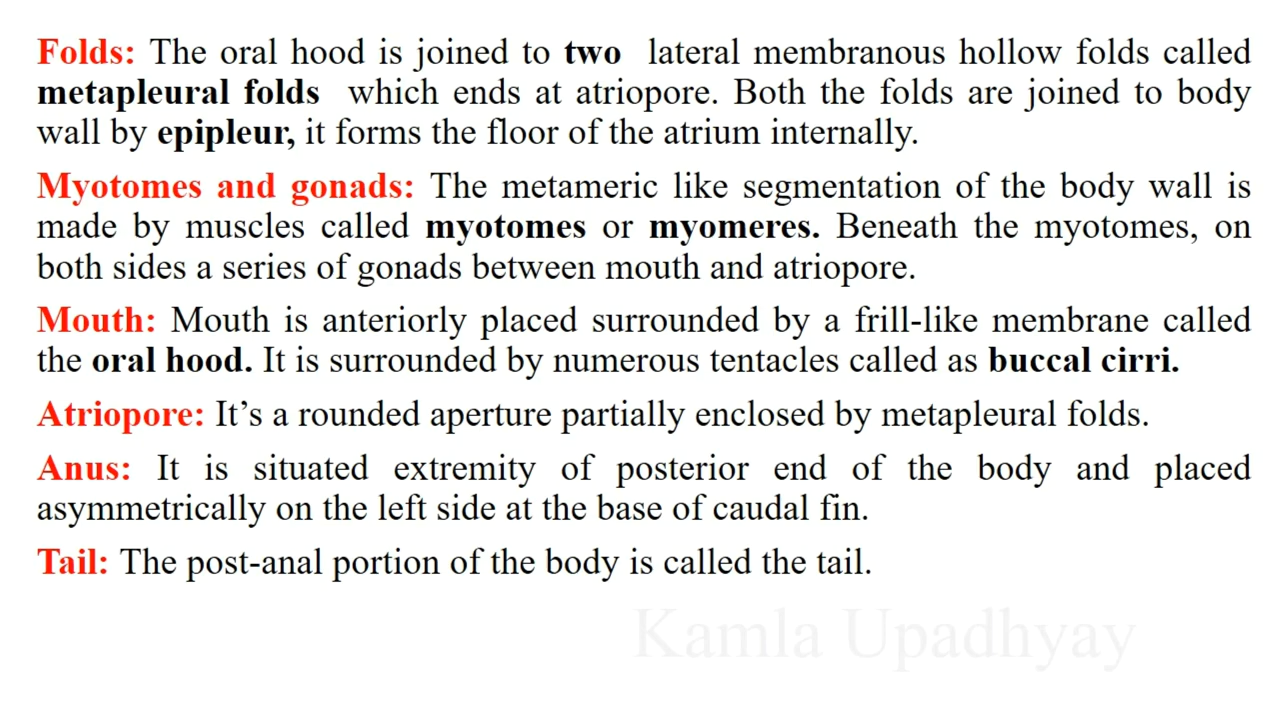 Folds: The oral hood is joined to two lateral membranous hollow folds called
metapleural folds which ends at atriopore. Both the folds are joined to body
wall by epipleur, it forms the floor of the atrium internally.
Myotomes and gonads: The metameric like segmentation of the body wall is
made by muscles called myotomes or myomeres. Beneath the myotomes, on
both sides a series of gonads between mouth and atriopore.
Mouth: Mouth is anteriorly placed surrounded by a frill-like membrane called
the oral hood. It is surrounded by numerous tentacles called as buccal cirri.
Atriopore: It’s a rounded aperture partially enclosed by metapleural folds.
Anus: It is situated extremity of posterior end of the body and placed
asymmetrically on the left side at the base of caudal fin.
Tail: The post-anal portion of the body is called the tail.
Kamla Upadhyay